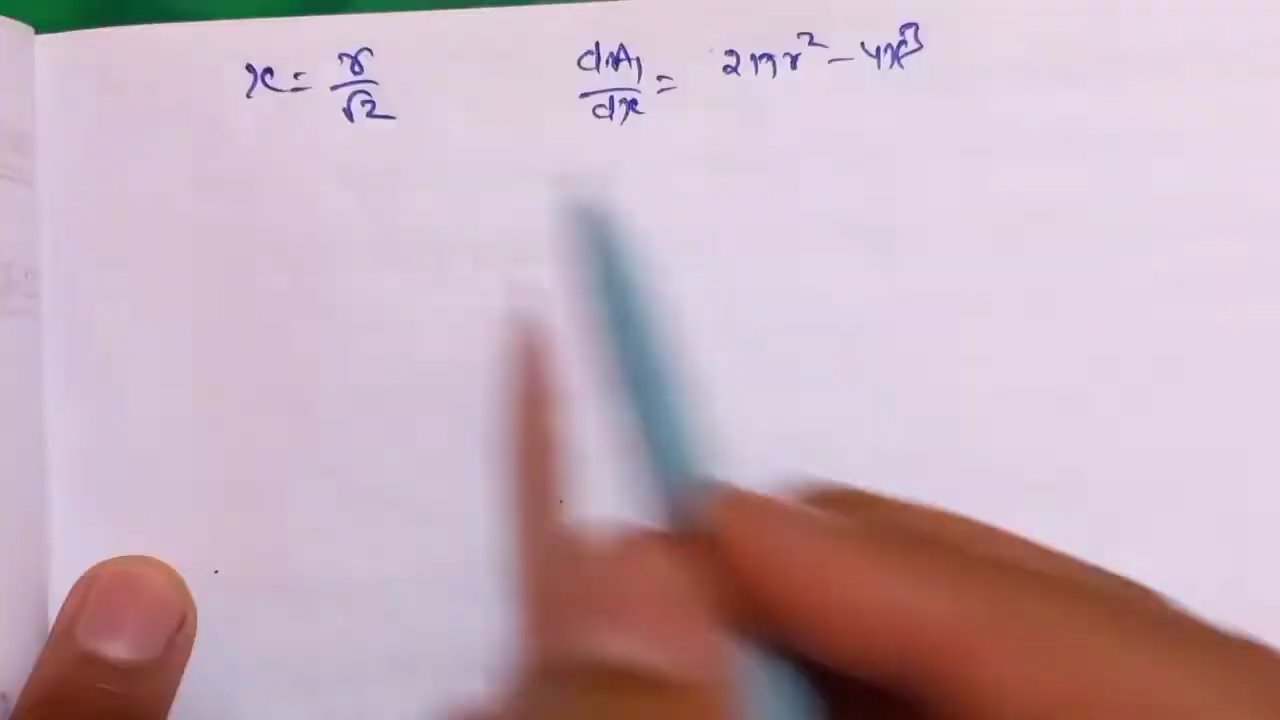 x = r/√2
dA₁/dx = 2πr² - 4x³